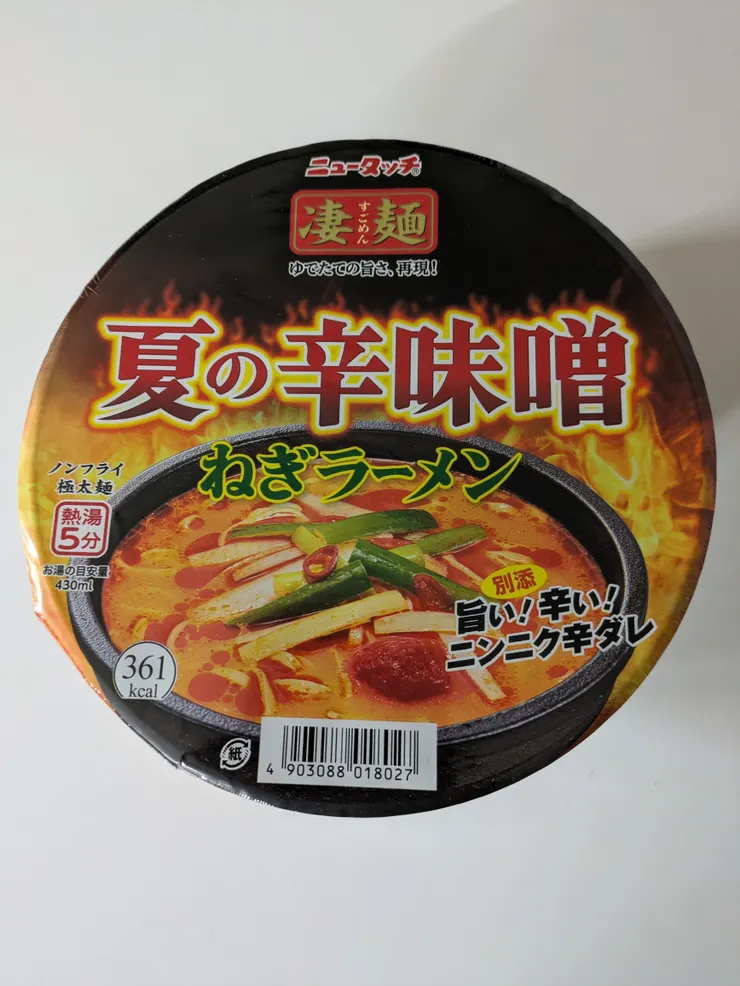 ニュータッチ®
凄麺
すごめん
ゆでたての旨さ、再現!
夏の辛味噌
ねぎラーメン
ノンフライ
極太麺
熱湯
5分
お湯の目安量
430ml
別添
旨い!辛い!
ニンニク辛ダレ
361
kcal
紙
4 903088 018027